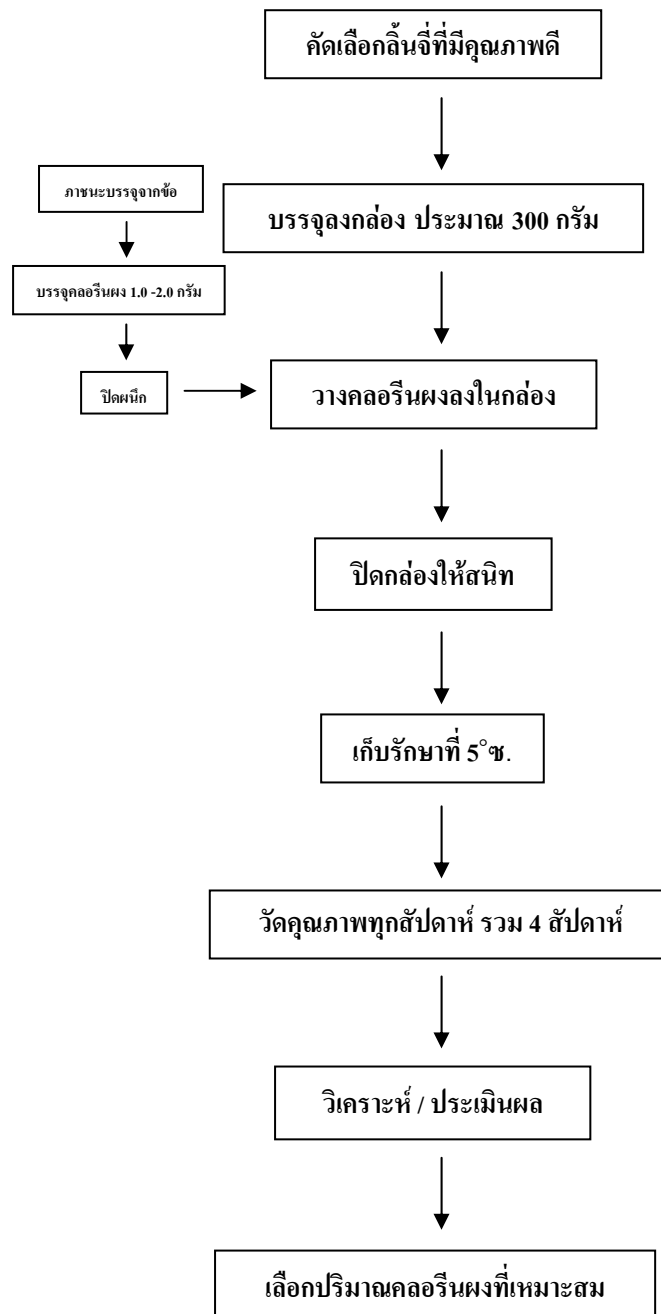 คัดเลือกลิ้นจี่ที่มีคุณภาพดี
ภาชนะบรรจุจากข้อ
บรรจุลงกล่อง ประมาณ 300 กรัม
บรรจุคลอรีนผง 1.0 -2.0 กรัม
ปิดผนึก
วางคลอรีนผงลงในกล่อง
ปิดกล่องให้สนิท
เก็บรักษาที่ 5°ซ.
วัดคุณภาพทุกสัปดาห์ รวม 4 สัปดาห์
วิเคราะห์ / ประเมินผล
เลือกปริมาณคลอรีนผงที่เหมาะสม